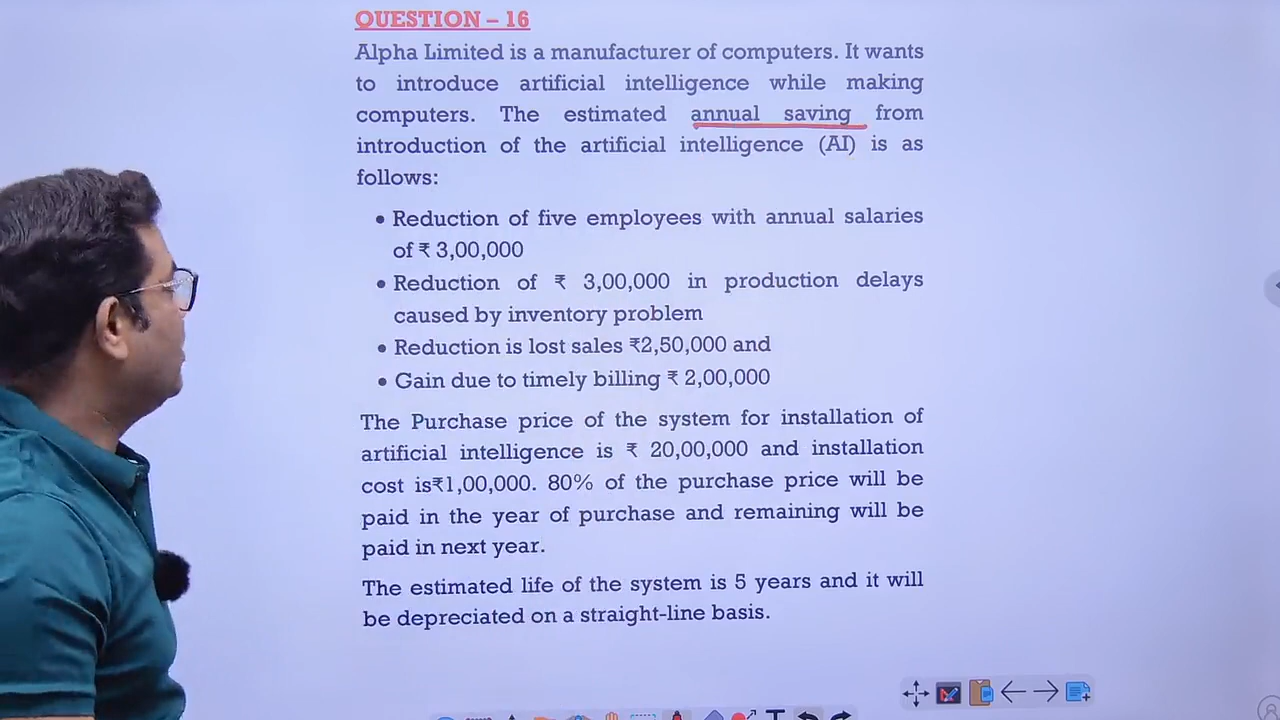 QUESTION – 16
Alpha Limited is a manufacturer of computers. It wants
to introduce artificial intelligence while making
computers. The estimated annual saving from
introduction of the artificial intelligence (AI) is as
follows:
• Reduction of five employees with annual salaries
of ₹ 3,00,000
• Reduction of ₹ 3,00,000 in production delays
caused by inventory problem
• Reduction is lost sales ₹2,50,000 and
• Gain due to timely billing ₹ 2,00,000
The Purchase price of the system for installation of
artificial intelligence is ₹ 20,00,000 and installation
cost is₹1,00,000. 80% of the purchase price will be
paid in the year of purchase and remaining will be
paid in next year.
The estimated life of the system is 5 years and it will
be depreciated on a straight-line basis.